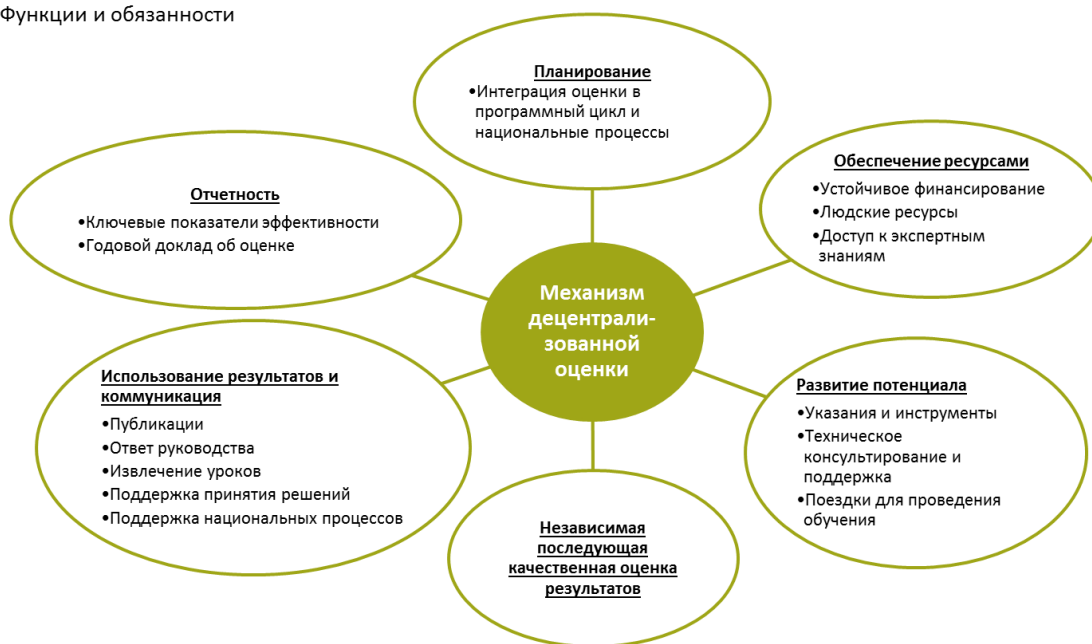 Функции и обязанности
Планирование
•Интеграция оценки в
программный цикл и
национальные процессы
Обеспечение ресурсами
•Устойчивое финансирование
•Людские ресурсы
•Доступ к экспертным
знаниям
Отчетность
•Ключевые показатели эффективности
•Годовой доклад об оценке
Механизм
децентрали-
зованной
оценки
Использование результатов и
коммуникация
•Публикации
•Ответ руководства
•Извлечение уроков
•Поддержка принятия решений
•Поддержка национальных процессов
Развитие потенциала
•Указания и инструменты
•Техническое
консультирование и
поддержка
•Поездки для проведения
обучения
Независимая
последующая
качественная оценка
результатов